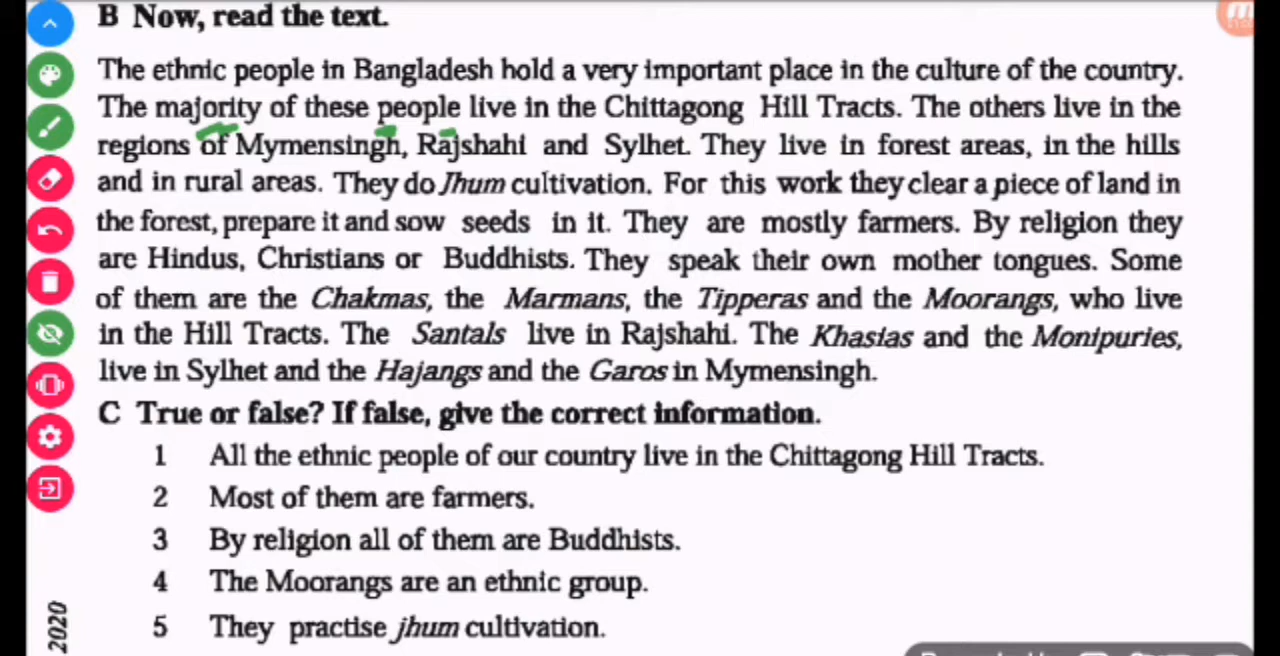 B Now, read the text.
The ethnic people in Bangladesh hold a very important place in the culture of the country.
The majority of these people live in the Chittagong Hill Tracts. The others live in the
regions of Mymensingh, Rajshahi and Sylhet. They live in forest areas, in the hills
and in rural areas. They do Jhum cultivation. For this work they clear a piece of land in
the forest, prepare it and sow seeds in it. They are mostly farmers. By religion they
are Hindus, Christians or Buddhists. They speak their own mother tongues. Some
of them are the Chakmas, the Marmans, the Tipperas and the Moorangs, who live
in the Hill Tracts. The Santals live in Rajshahi. The Khasias and the Monipuries,
live in Sylhet and the Hajangs and the Garos in Mymensingh.
C True or false? If false, give the correct information.
1 All the ethnic people of our country live in the Chittagong Hill Tracts.
2 Most of them are farmers.
3 By religion all of them are Buddhists.
4 The Moorangs are an ethnic group.
5 They practise jhum cultivation.
2020